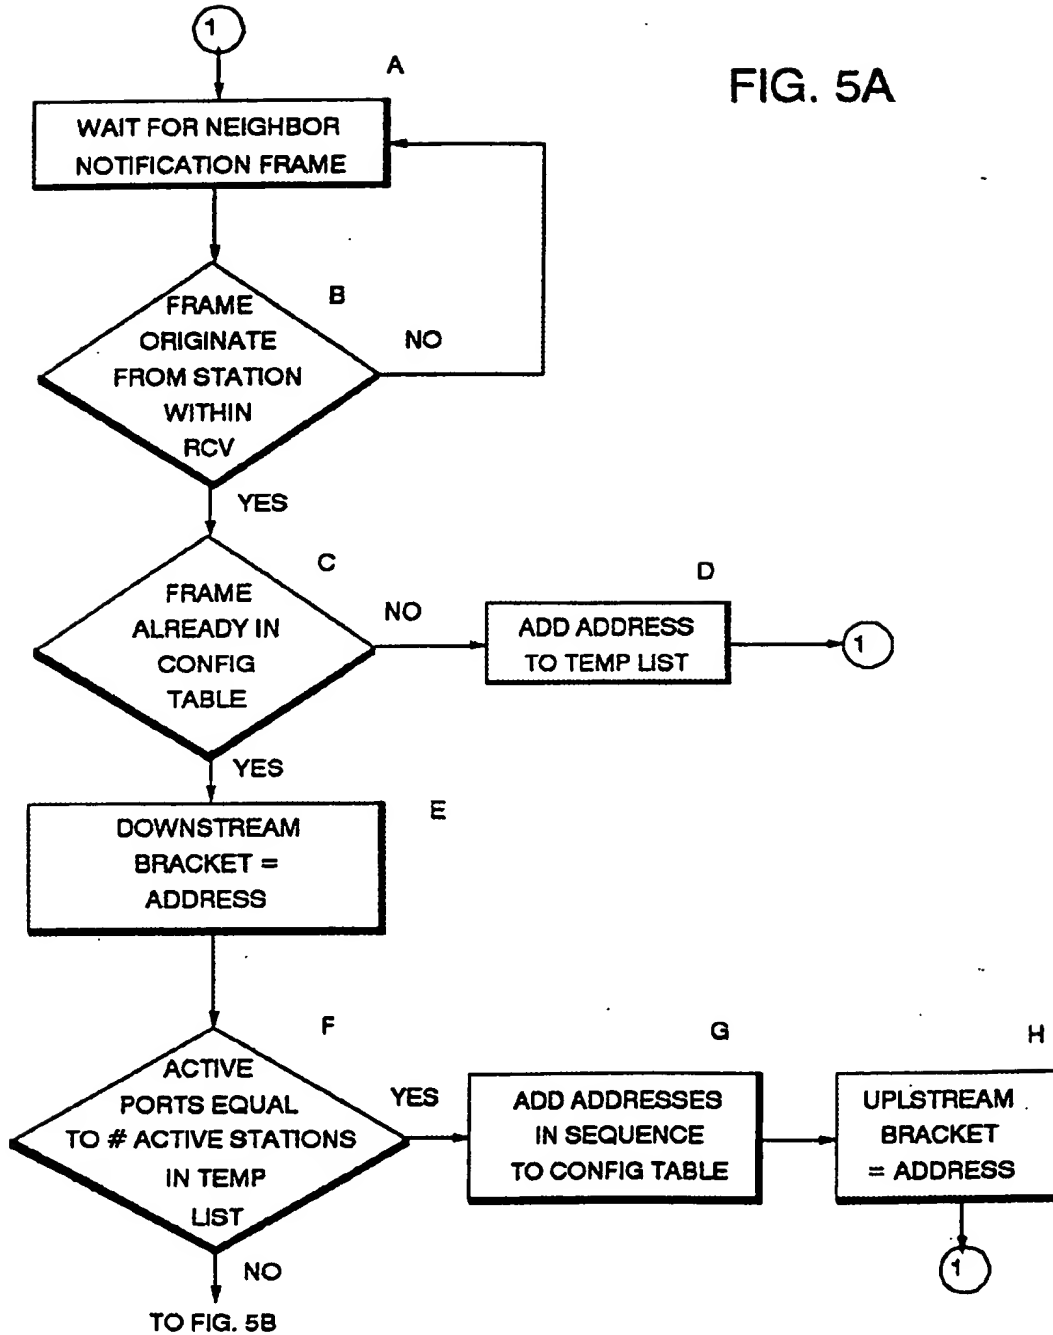 1
A
FIG. 5A
WAIT FOR NEIGHBOR
NOTIFICATION FRAME
B
FRAME
ORIGINATE
FROM STATION
WITHIN
RCV
NO
YES
C
FRAME
ALREADY IN
CONFIG
TABLE
NO
D
ADD ADDRESS
TO TEMP LIST
1
YES
E
DOWNSTREAM
BRACKET =
ADDRESS
F
ACTIVE
PORTS EQUAL
TO # ACTIVE STATIONS
IN TEMP
LIST
YES
G
ADD ADDRESSES
IN SEQUENCE
TO CONFIG TABLE
H
UPLSTREAM
BRACKET
= ADDRESS
1
NO
TO FIG. 5B